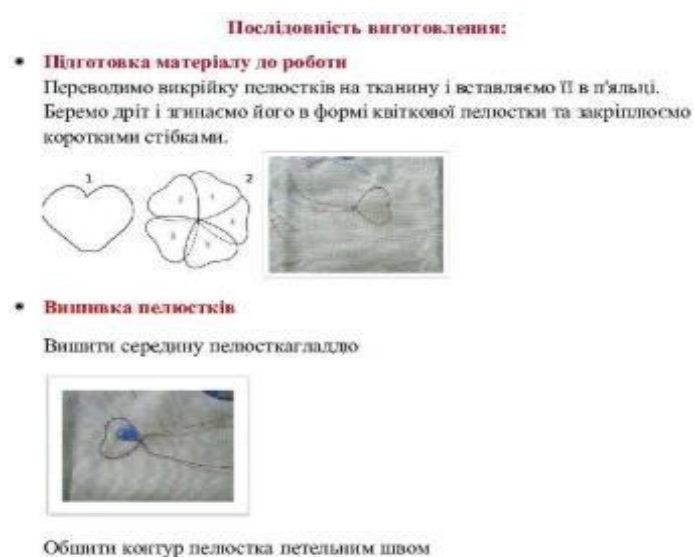 Послідовність виготовлення:
Підготовка матеріалу до роботи
Переводимо викрійку пелюстків на тканину і вставляємо її в п'яльці.
Беремо дріт і згинаємо його в формі квіткової пелюстки та закріплюємо
короткими стібками.
1
2
Вишивка пелюстків
Вишити середину пелюсткагладдю
Обшити контур пелюстка петельним швом